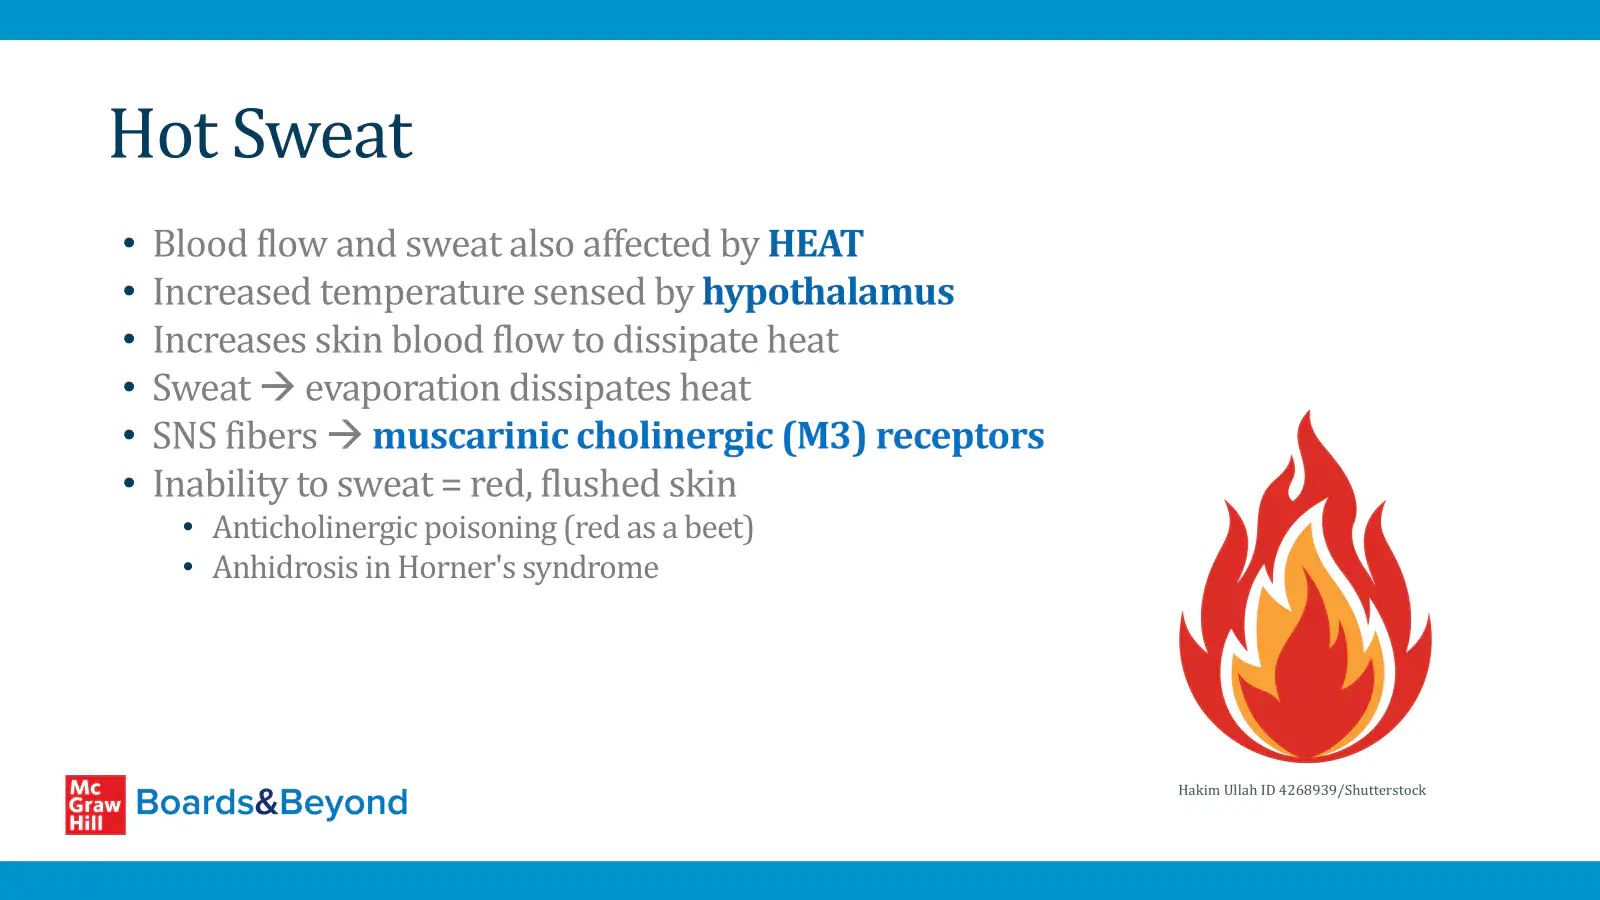 Hot Sweat
• Blood flow and sweat also affected by HEAT
• Increased temperature sensed by hypothalamus
• Increases skin blood flow to dissipate heat
• Sweat → evaporation dissipates heat
• SNS fibers → muscarinic cholinergic (M3) receptors
• Inability to sweat = red, flushed skin
• Anticholinergic poisoning (red as a beet)
• Anhidrosis in Horner's syndrome
Hakim Ullah ID 4268939/Shutterstock
Mc
Graw
Hill
Boards&Beyond